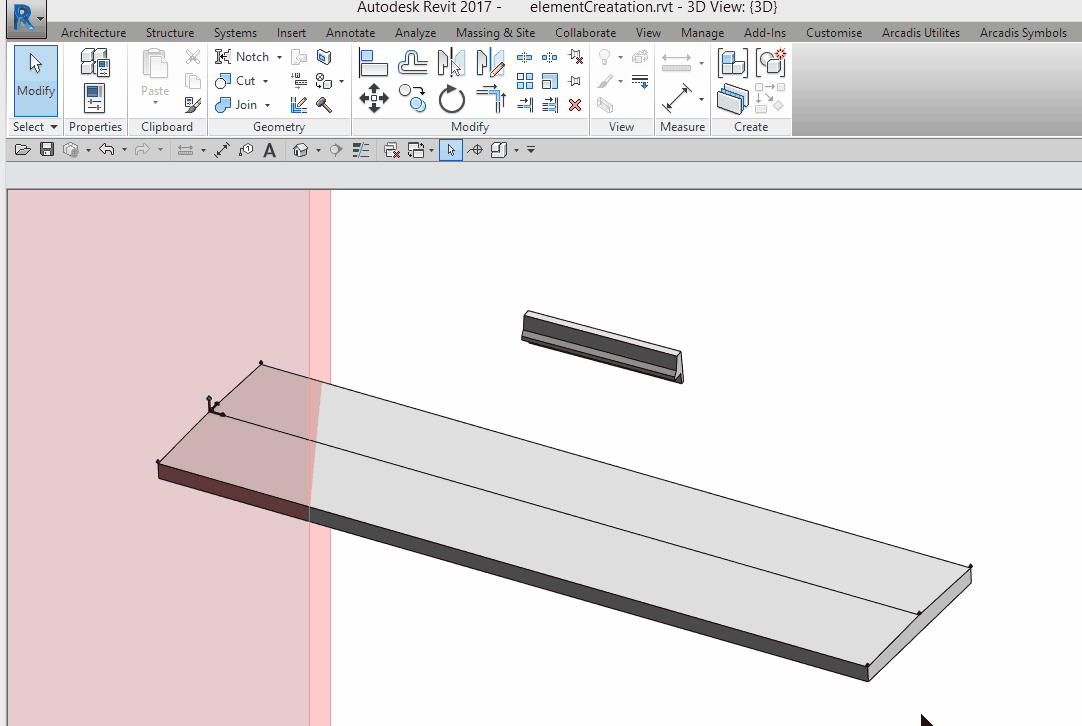 Autodesk Revit 2017 - elementCreatation.rvt - 3D View: {3D}
Architecture Structure Systems Insert Annotate Analyze Massing & Site Collaborate View Manage Add-Ins Customise Arcadis Utilites Arcadis Symbols
Modify
Paste
Notch
Cut
Join
Select Properties Clipboard Geometry Modify View Measure Create